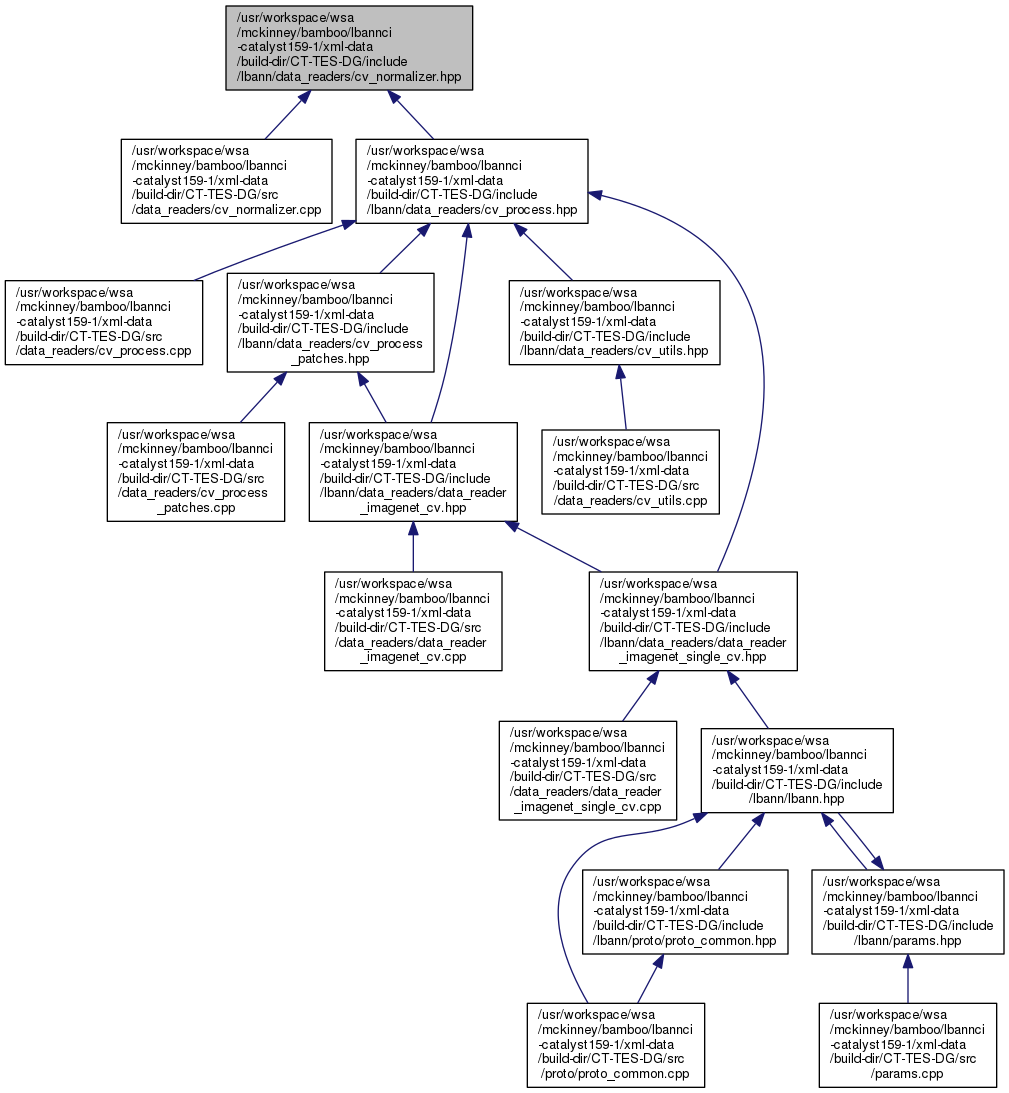 /usr/workspace/wsa
/mckinney/bamboo/lbannci
-catalyst159-1/xml-data
/build-dir/CT-TES-DG/include
/lbann/data_readers/cv_normalizer.hpp
/usr/workspace/wsa
/mckinney/bamboo/lbannci
-catalyst159-1/xml-data
/build-dir/CT-TES-DG/src
/data_readers/cv_normalizer.cpp
/usr/workspace/wsa
/mckinney/bamboo/lbannci
-catalyst159-1/xml-data
/build-dir/CT-TES-DG/include
/lbann/data_readers/cv_process.hpp
/usr/workspace/wsa
/mckinney/bamboo/lbannci
-catalyst159-1/xml-data
/build-dir/CT-TES-DG/src
/data_readers/cv_process.cpp
/usr/workspace/wsa
/mckinney/bamboo/lbannci
-catalyst159-1/xml-data
/build-dir/CT-TES-DG/include
/lbann/data_readers/cv_process
_patches.hpp
/usr/workspace/wsa
/mckinney/bamboo/lbannci
-catalyst159-1/xml-data
/build-dir/CT-TES-DG/include
/lbann/data_readers/cv_utils.hpp
/usr/workspace/wsa
/mckinney/bamboo/lbannci
-catalyst159-1/xml-data
/build-dir/CT-TES-DG/src
/data_readers/cv_process
_patches.cpp
/usr/workspace/wsa
/mckinney/bamboo/lbannci
-catalyst159-1/xml-data
/build-dir/CT-TES-DG/include
/lbann/data_readers/data_reader
_imagenet_cv.hpp
/usr/workspace/wsa
/mckinney/bamboo/lbannci
-catalyst159-1/xml-data
/build-dir/CT-TES-DG/src
/data_readers/cv_utils.cpp
/usr/workspace/wsa
/mckinney/bamboo/lbannci
-catalyst159-1/xml-data
/build-dir/CT-TES-DG/src
/data_readers/data_reader
_imagenet_cv.cpp
/usr/workspace/wsa
/mckinney/bamboo/lbannci
-catalyst159-1/xml-data
/build-dir/CT-TES-DG/include
/lbann/data_readers/data_reader
_imagenet_single_cv.hpp
/usr/workspace/wsa
/mckinney/bamboo/lbannci
-catalyst159-1/xml-data
/build-dir/CT-TES-DG/src
/data_readers/data_reader
_imagenet_single_cv.cpp
/usr/workspace/wsa
/mckinney/bamboo/lbannci
-catalyst159-1/xml-data
/build-dir/CT-TES-DG/include
/lbann/lbann.hpp
/usr/workspace/wsa
/mckinney/bamboo/lbannci
-catalyst159-1/xml-data
/build-dir/CT-TES-DG/include
/lbann/proto/proto_common.hpp
/usr/workspace/wsa
/mckinney/bamboo/lbannci
-catalyst159-1/xml-data
/build-dir/CT-TES-DG/include
/lbann/params.hpp
/usr/workspace/wsa
/mckinney/bamboo/lbannci
-catalyst159-1/xml-data
/build-dir/CT-TES-DG/src
/proto/proto_common.cpp
/usr/workspace/wsa
/mckinney/bamboo/lbannci
-catalyst159-1/xml-data
/build-dir/CT-TES-DG/src
/params.cpp